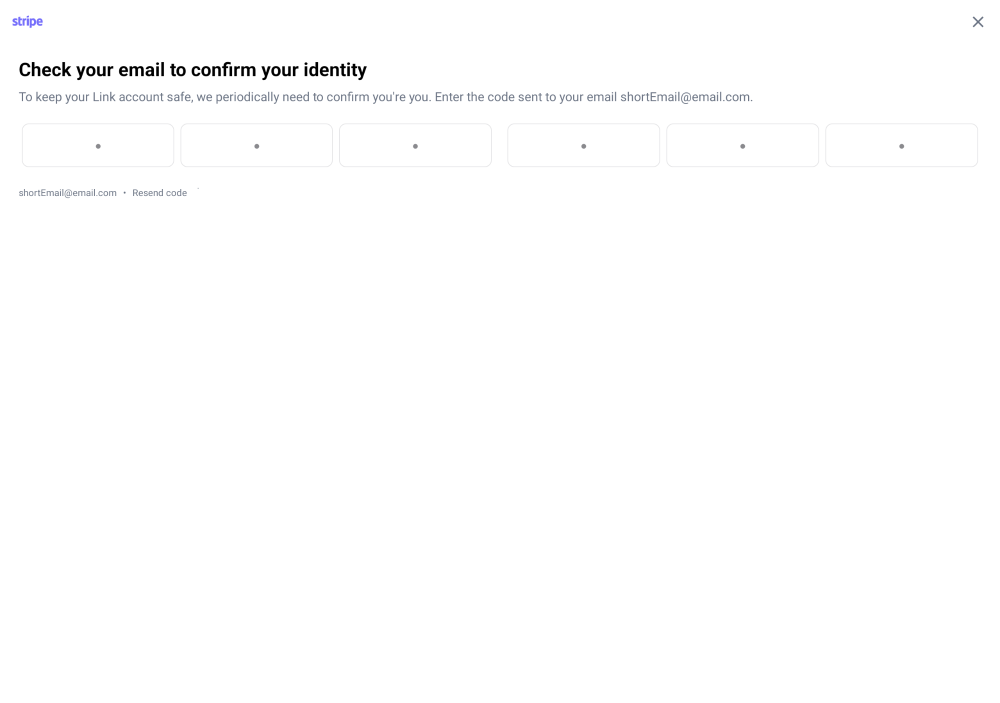 stripe
Check your email to confirm your identity
To keep your Link account safe, we periodically need to confirm you're you. Enter the code sent to your email shortEmail@email.com.
shortEmail@email.com • Resend code